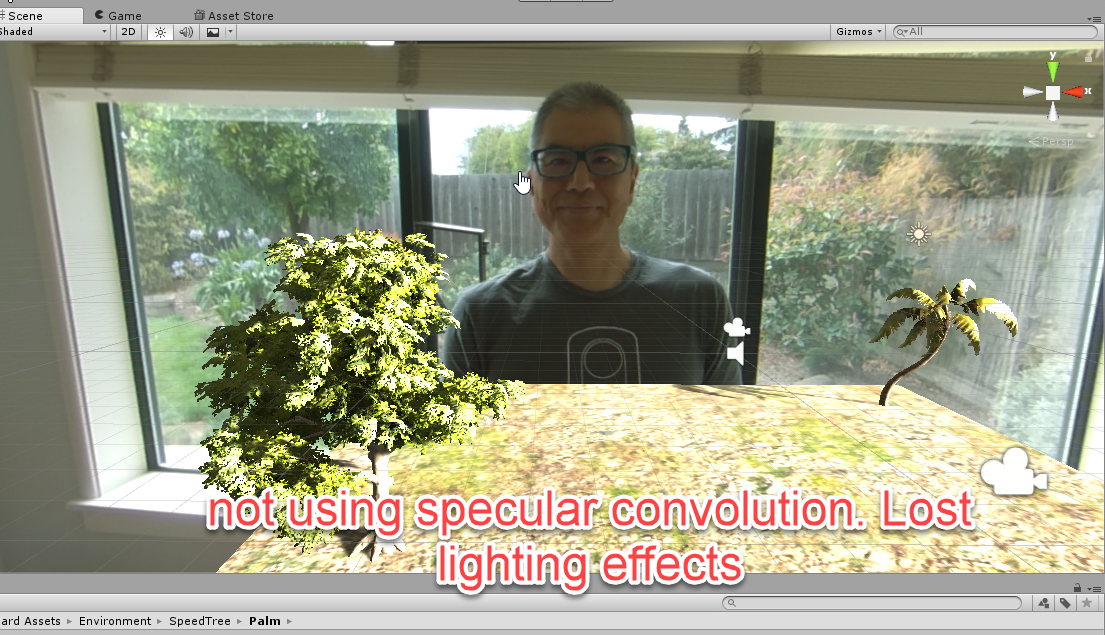 Scene Game Asset Store
Shaded 2D Gizmos All
y
x
Persp
not using specular convolution. Lost
lighting effects
ard Assets Environment SpeedTree Palm